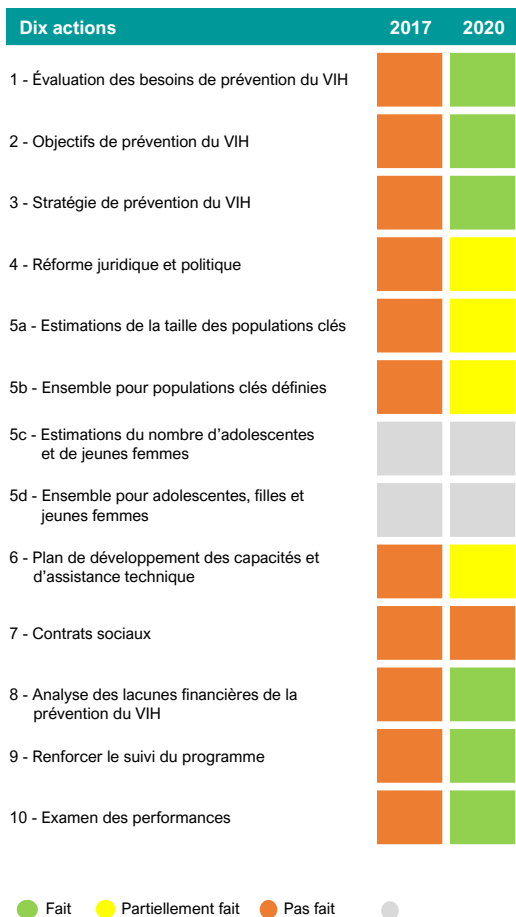 Dix actions 2017 2020
1 - Évaluation des besoins de prévention du VIH
2 - Objectifs de prévention du VIH
3 - Stratégie de prévention du VIH
4 - Réforme juridique et politique
5a - Estimations de la taille des populations clés
5b - Ensemble pour populations clés définies
5c - Estimations du nombre d'adolescentes
et de jeunes femmes
5d - Ensemble pour adolescentes, filles et
jeunes femmes
6 - Plan de développement des capacités et
d'assistance technique
7 - Contrats sociaux
8 - Analyse des lacunes financières de la
prévention du VIH
9 - Renforcer le suivi du programme
10 - Examen des performances
Fait Partiellement fait Pas fait